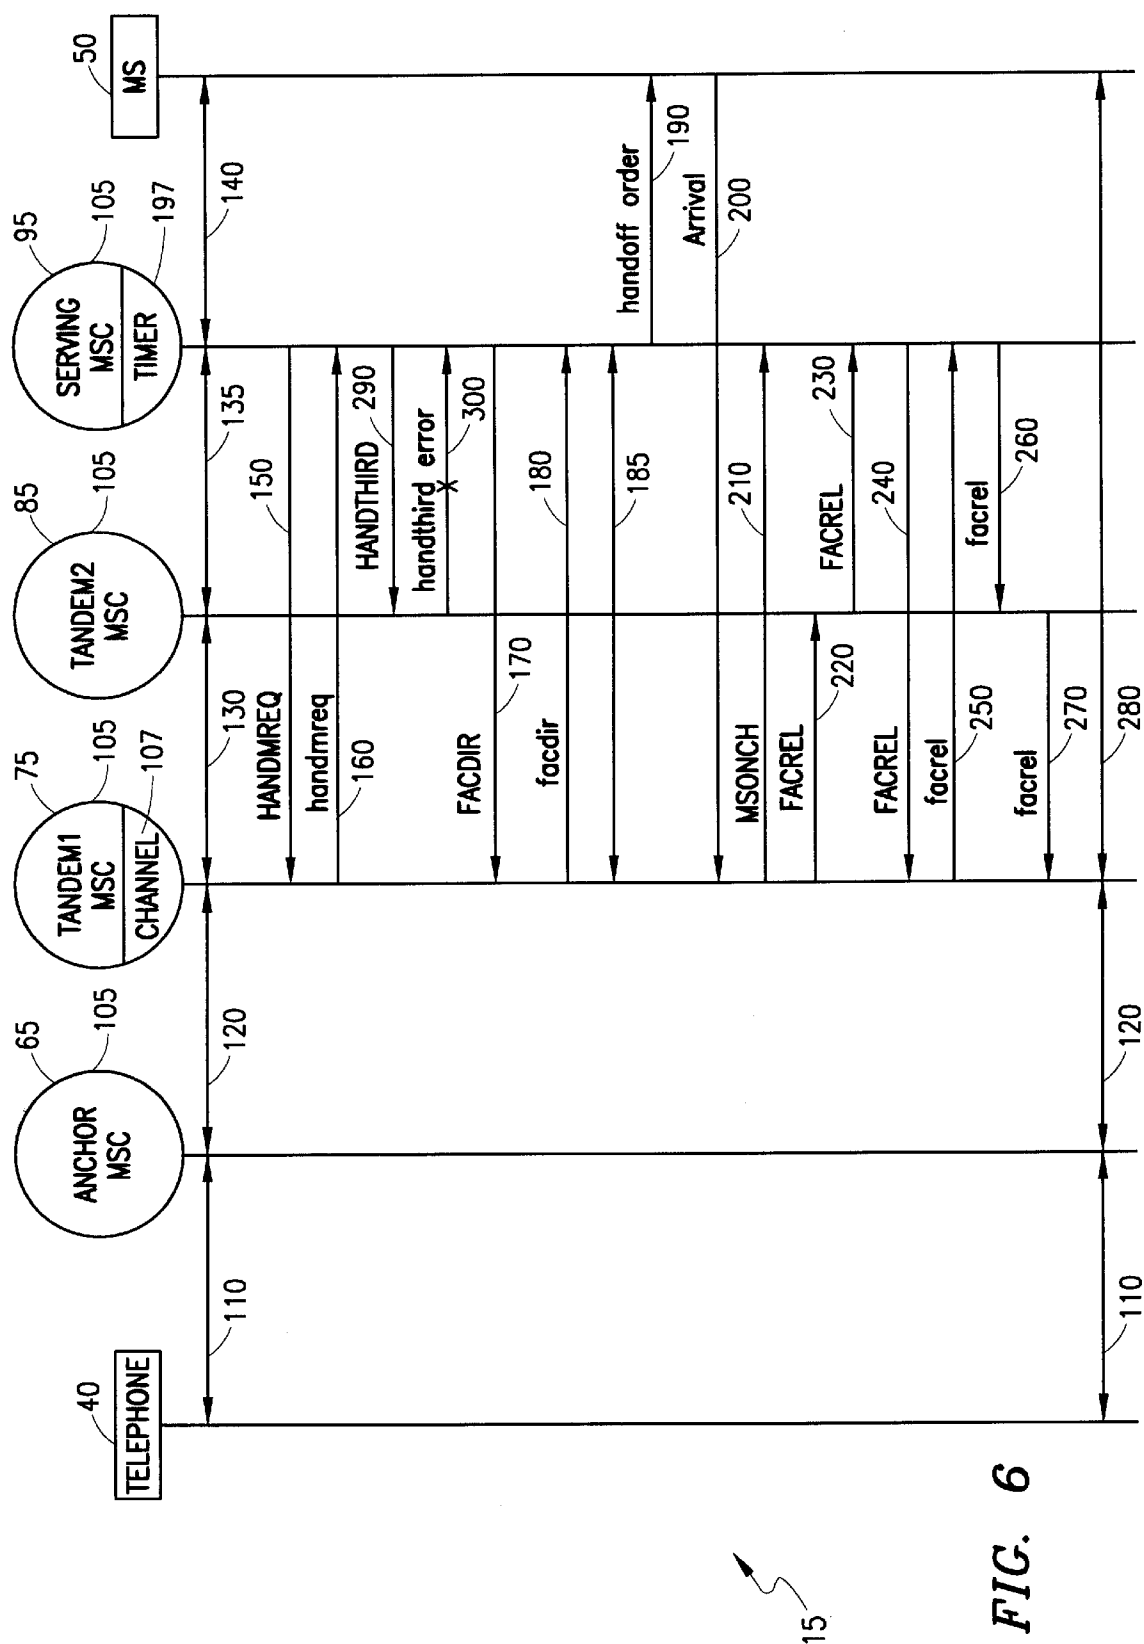 40
TELEPHONE
65
105
ANCHOR
MSC
75
105
107
TANDEM1
MSC
CHANNEL
85
105
TANDEM2
MSC
95
105
197
SERVING
MSC
TIMER
50
MS
110
120
130
135
140
150
HANDMREQ
handmreq
160
HANDTHIRD
290
handthird error
X
300
FACDIR
170
facdir
180
185
handoff order
190
Arrival
200
MSONCH
210
FACREL
220
FACREL
230
FACREL
240
facrel
250
facrel
260
facrel
270
110
120
280
15
FIG. 6